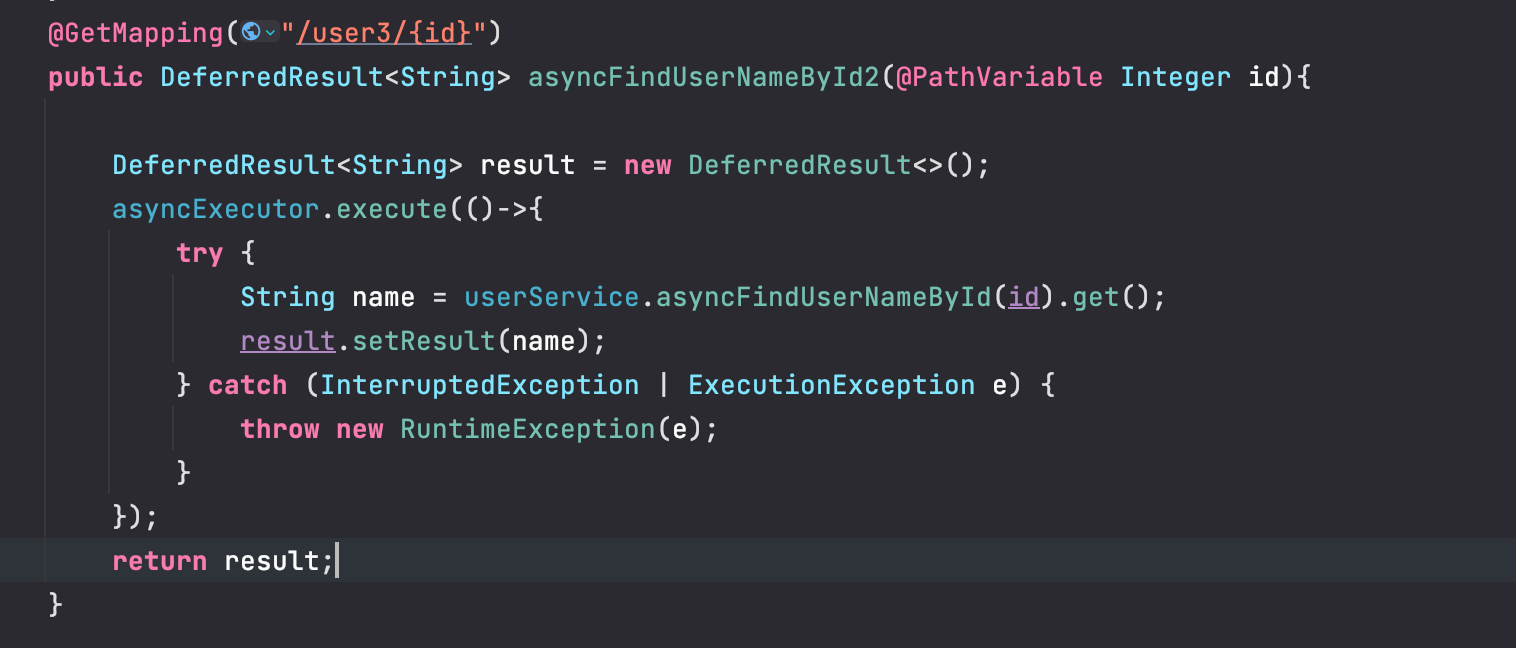 @GetMapping("/user3/{id}")
public DeferredResult<String> asyncFindUserNameById2(@PathVariable Integer id){
DeferredResult<String> result = new DeferredResult<>();
asyncExecutor.execute(()->{
try {
String name = userService.asyncFindUserNameById(id).get();
result.setResult(name);
} catch (InterruptedException | ExecutionException e) {
throw new RuntimeException(e);
}
});
return result;
}